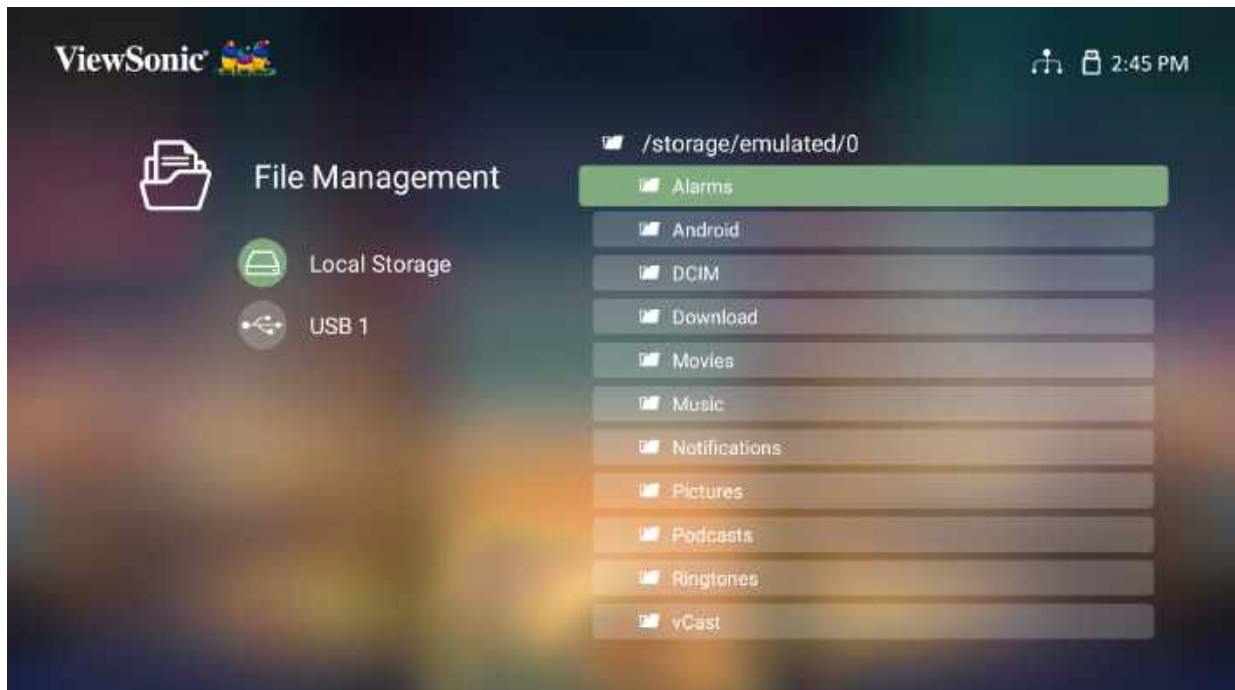 ViewSonic®
2:45 PM
File Management
Local Storage
USB 1
/storage/emulated/0
Alarms
Android
DCIM
Download
Movies
Music
Notifications
Pictures
Podcasts
Ringtones
vCast